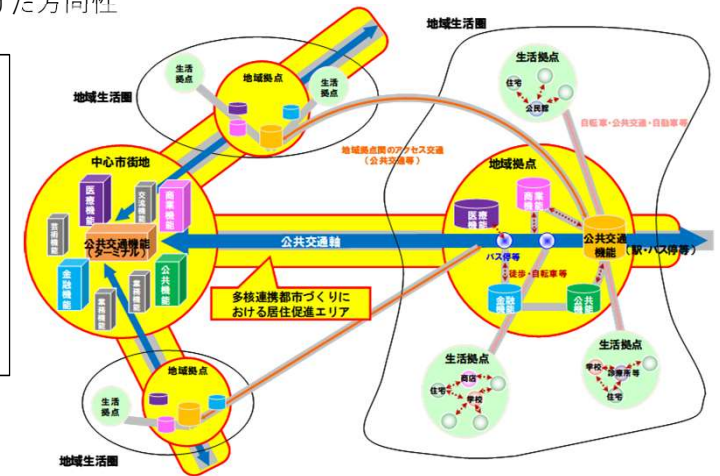 た方向性
地域生活圏
生活
拠点
地域拠点
生活
拠点
地域生活圏
生活拠点
住宅
公民館
自転車・公共交通・自動車等
地域拠点間のアクセス交通
(公共交通等)
中心市街地
医療機能
交流機能
商業機能
芸術機能
公共交通機能
(ターミナル)
金融機能
業務機能
業務機能
公共機能
公共交通軸
地域拠点
医療
機能
商業
機能
公共交通
機能
(駅・バス停等)
バス停等
徒歩・自転車等
金融
機能
公共
機能
多核連携都市づくりに
おける居住促進エリア
地域拠点
生活
拠点
地域生活圏
生活拠点
商店
住宅
学校
生活拠点
学校
診療所等
住宅